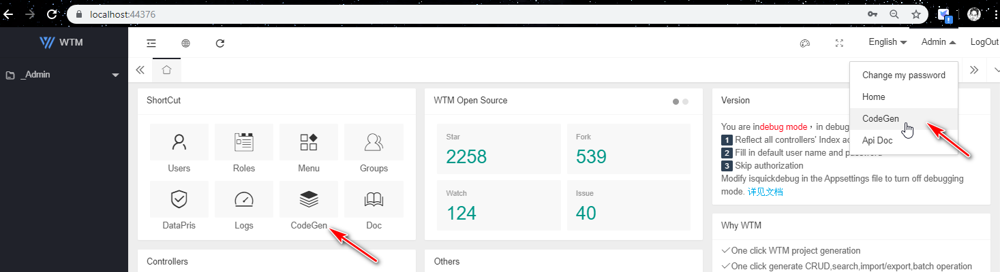 localhost:44376
WTM
English
Admin
LogOut
_Admin
Change my password
Home
CodeGen
Api Doc
ShortCut
Users
Roles
Menu
Groups
DataPris
Logs
CodeGen
Doc
WTM Open Source
Star
2258
Fork
539
Watch
124
Issue
40
Version
You are indebug mode，in debug
1 Reflect all controllers' Index ac
2 Fill in default user name and password
3 Skip authorization
Modify isquickdebug in the Appsettings file to turn off debugging
mode. 详见文档
Why WTM
One click WTM project generation
One click generate CRUD,search,import/export,batch operation
Controllers
Others